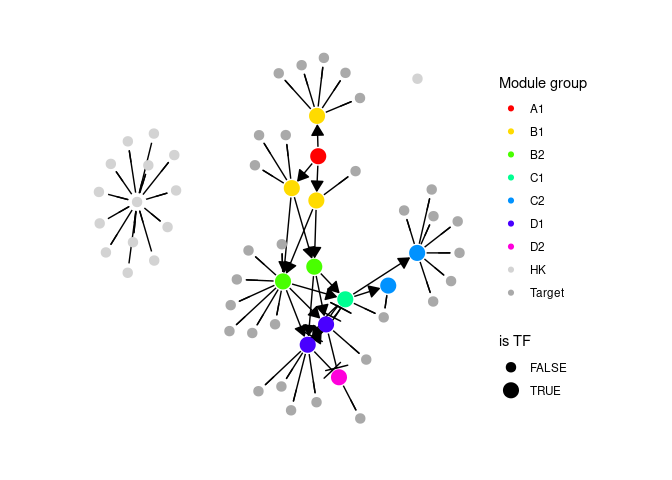 Module group
A1
B1
B2
C1
C2
D1
D2
HK
Target
is TF
FALSE
TRUE